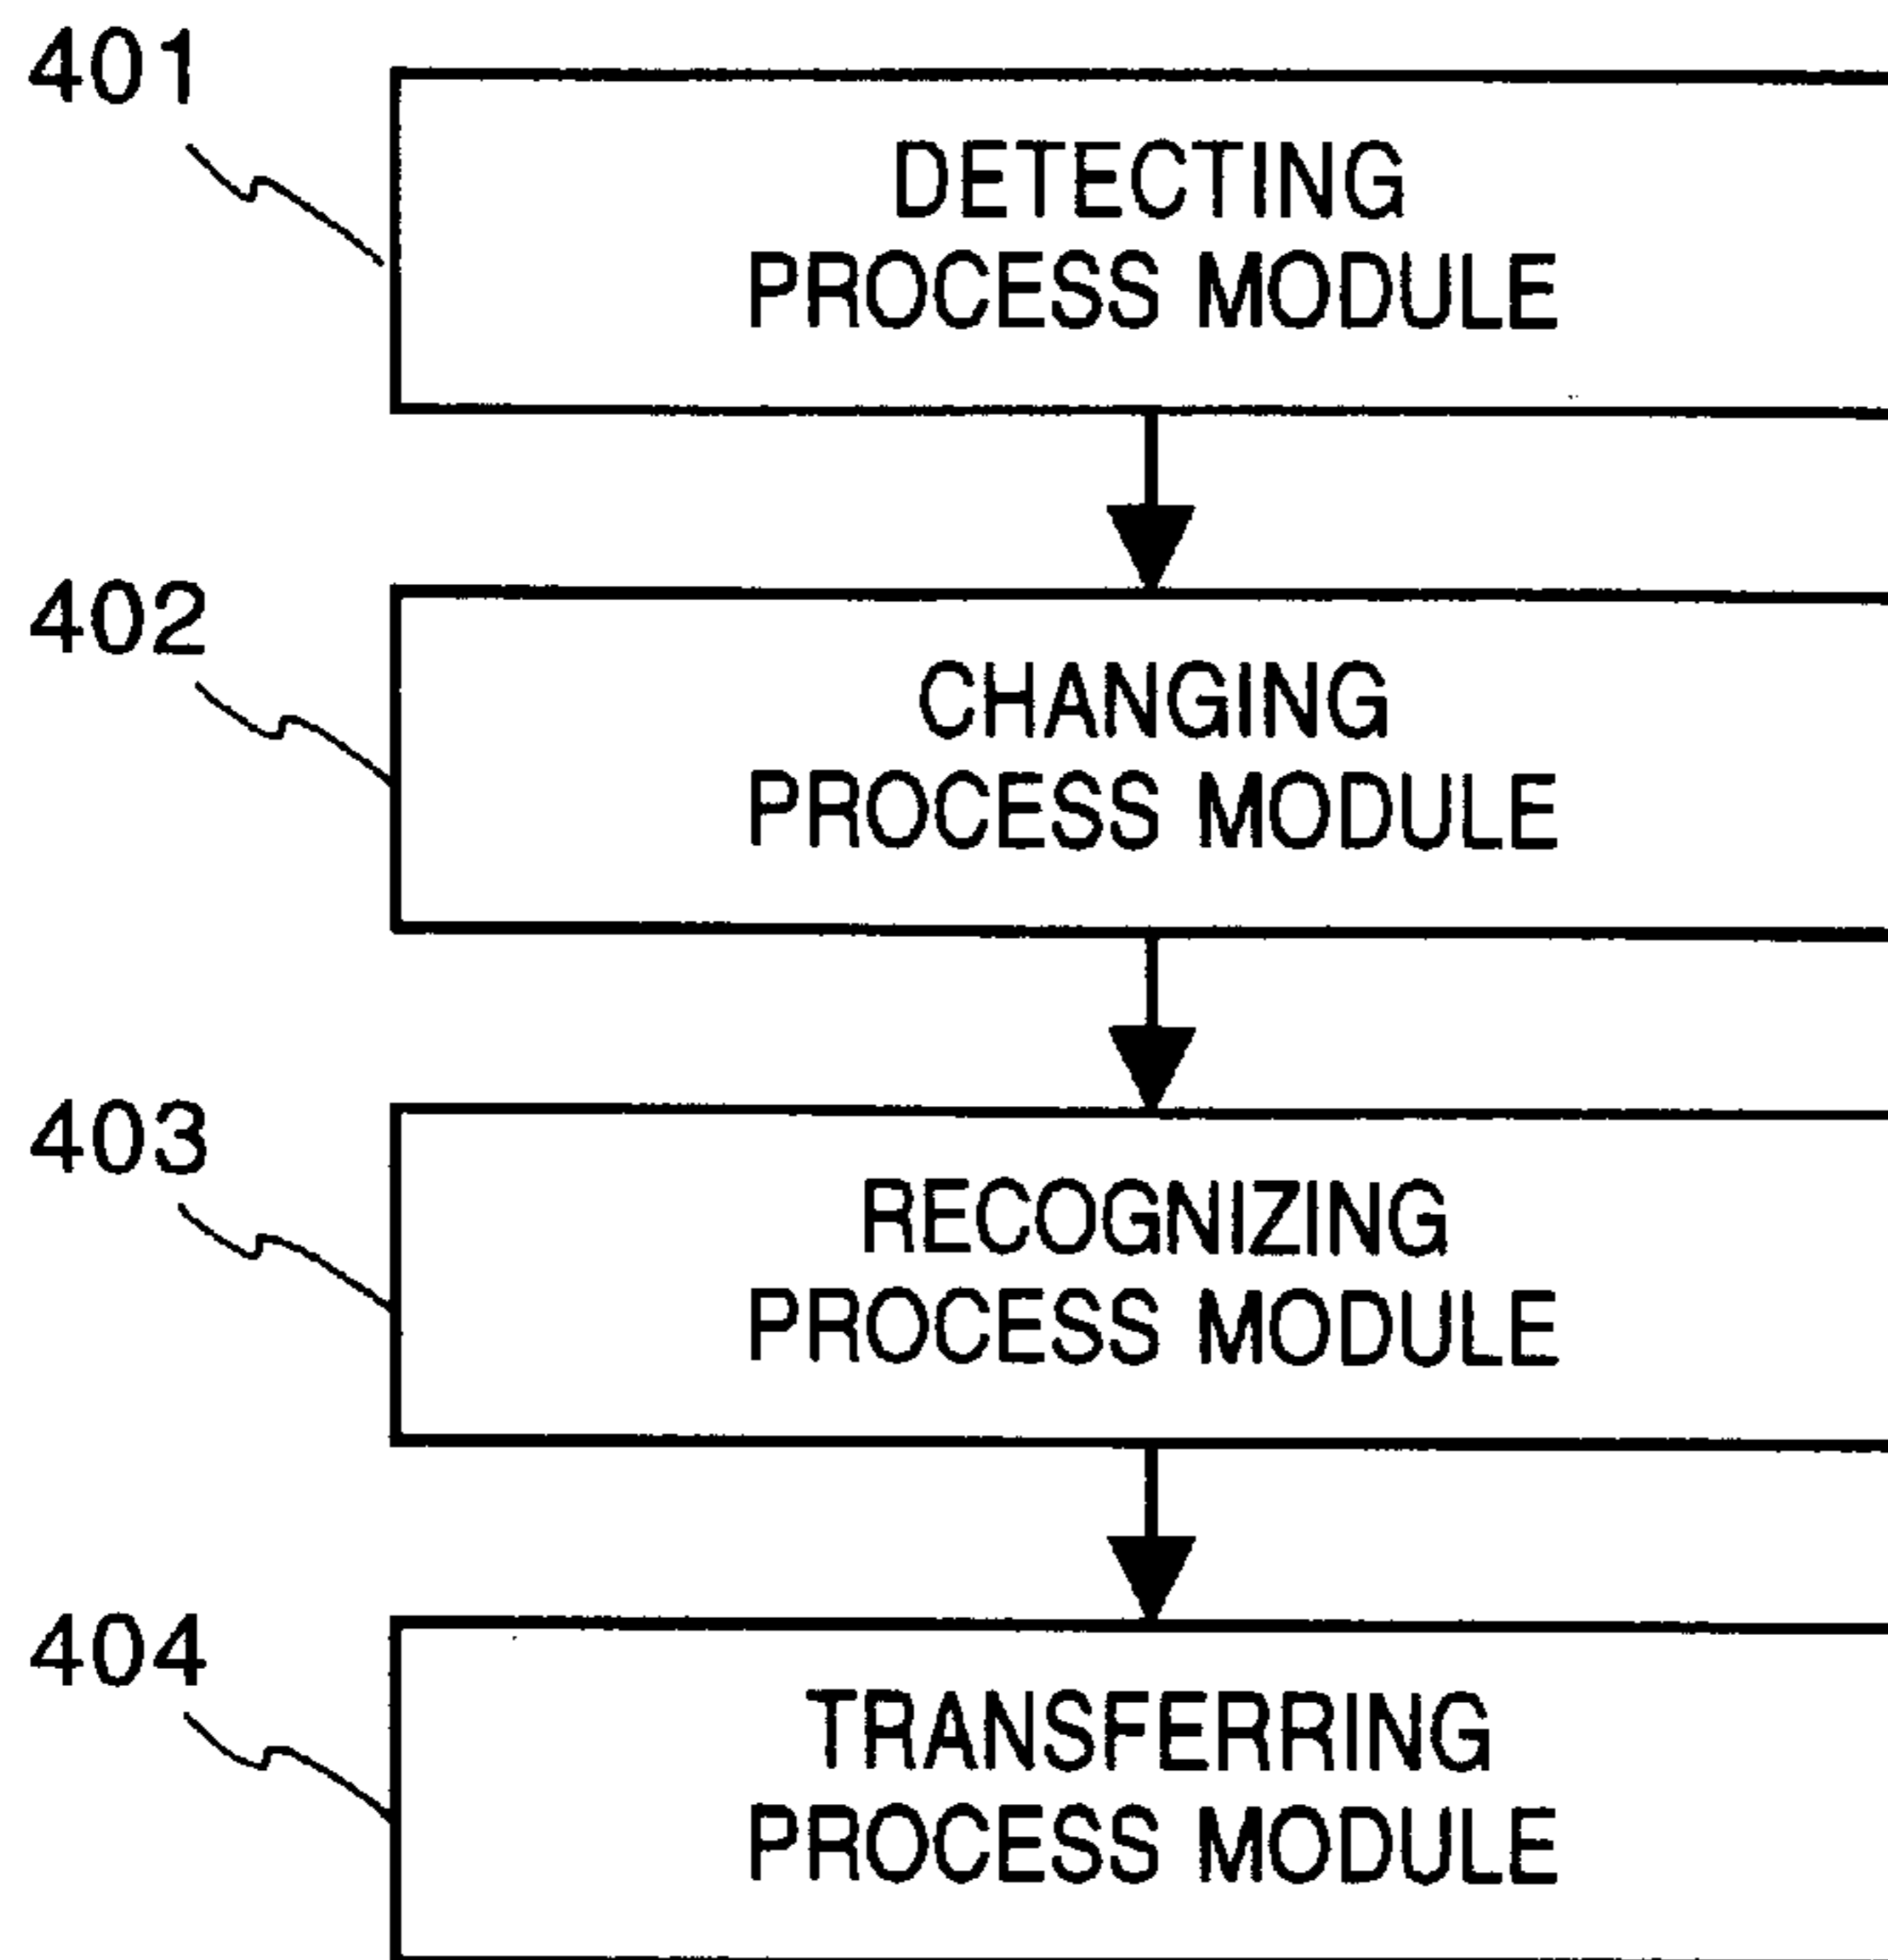 401
DETECTING
PROCESS MODULE
402
CHANGING
PROCESS MODULE
403
RECOGNIZING
PROCESS MODULE
404
TRANSFERRING
PROCESS MODULE